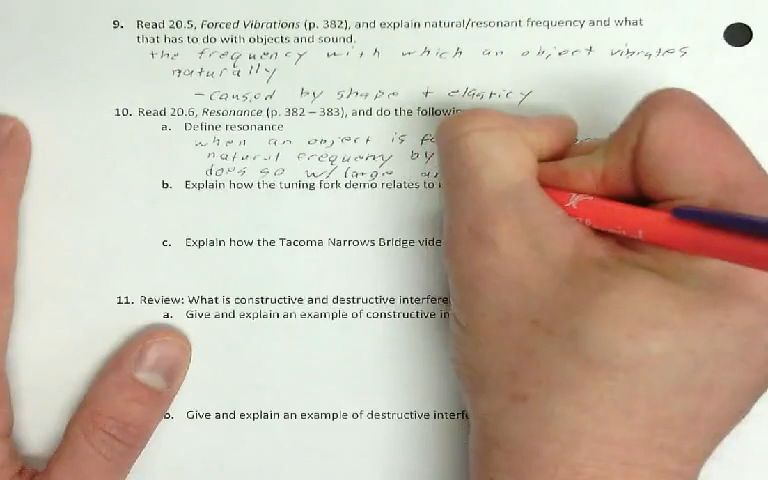 9. Read 20.5, Forced Vibrations (p. 382), and explain natural/resonant frequency and what
that has to do with objects and sound.
the frequency with which an object vibrates
naturally
- caused by shape + elasticy
10. Read 20.6, Resonance (p. 382 – 383), and do the followin
a. Define resonance
when an object is
natural frequency by
does so w/ large
b. Explain how the tuning fork demo relates to
c. Explain how the Tacoma Narrows Bridge vide
11. Review: What is constructive and destructive interfere
a. Give and explain an example of constructive in
b. Give and explain an example of destructive interf